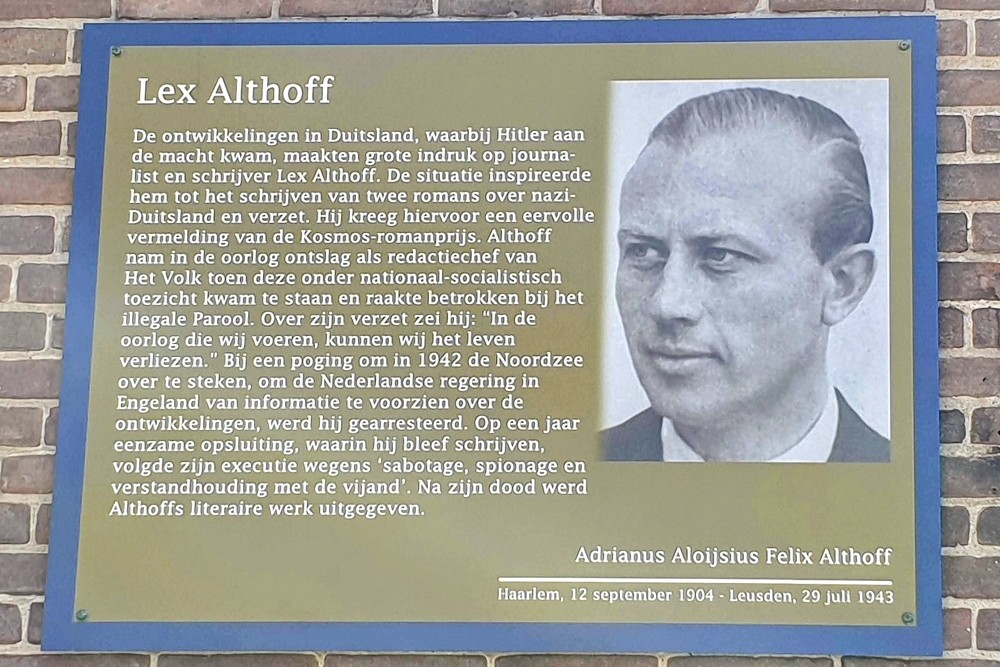 Lex Althoff
De ontwikkelingen in Duitsland, waarbij Hitler aan
de macht kwam, maakten grote indruk op journa-
list en schrijver Lex Althoff. De situatie inspireerde
hem tot het schrijven van twee romans over nazi-
Duitsland en verzet. Hij kreeg hiervoor een eervolle
vermelding van de Kosmos-romanprijs. Althoff
nam in de oorlog ontslag als redactiechef van
Het Volk toen deze onder nationaal-socialistisch
toezicht kwam te staan en raakte betrokken bij het
illegale Parool. Over zijn verzet zei hij: “In de
oorlog die wij voeren, kunnen wij het leven
verliezen.” Bij een poging om in 1942 de Noordzee
over te steken, om de Nederlandse regering in
Engeland van informatie te voorzien over de
ontwikkelingen, werd hij gearresteerd. Op een jaar
eenzame opsluiting, waarin hij bleef schrijven,
volgde zijn executie wegens ‘sabotage, spionage en
verstandhouding met de vijand’. Na zijn dood werd
Althoffs literaire werk uitgegeven.
Adrianus Aloijsius Felix Althoff
Haarlem, 12 september 1904 - Leusden, 29 juli 1943